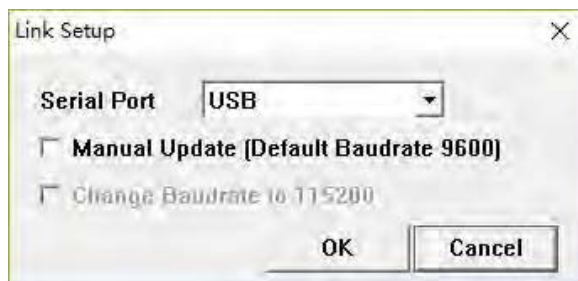 Link Setup
Serial Port USB
Manual Update (Default Baudrate 9600)
Change Baudrate to 115200
OK Cancel